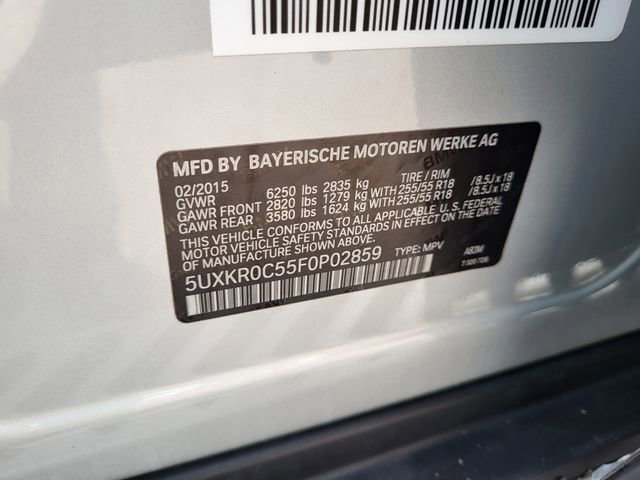 MFD BY BAYERISCHE MOTOREN WERKE AG
02/2015 TIRE / RIM
GVWR 6250 lbs 2835 kg
GAWR FRONT 2820 lbs 1279 kg WITH 255/55 R18 / 8.5J x 18
GAWR REAR 3580 lbs 1624 kg WITH 255/55 R18 / 8.5J x 18
THIS VEHICLE CONFORMS TO ALL APPLICABLE U.S. FEDERAL
MOTOR VEHICLE SAFETY STANDARDS IN EFFECT ON THE DATE
OF MANUFACTURE SHOWN ABOVE.
5UXKR0C55F0P02859 TYPE: MPV A83M